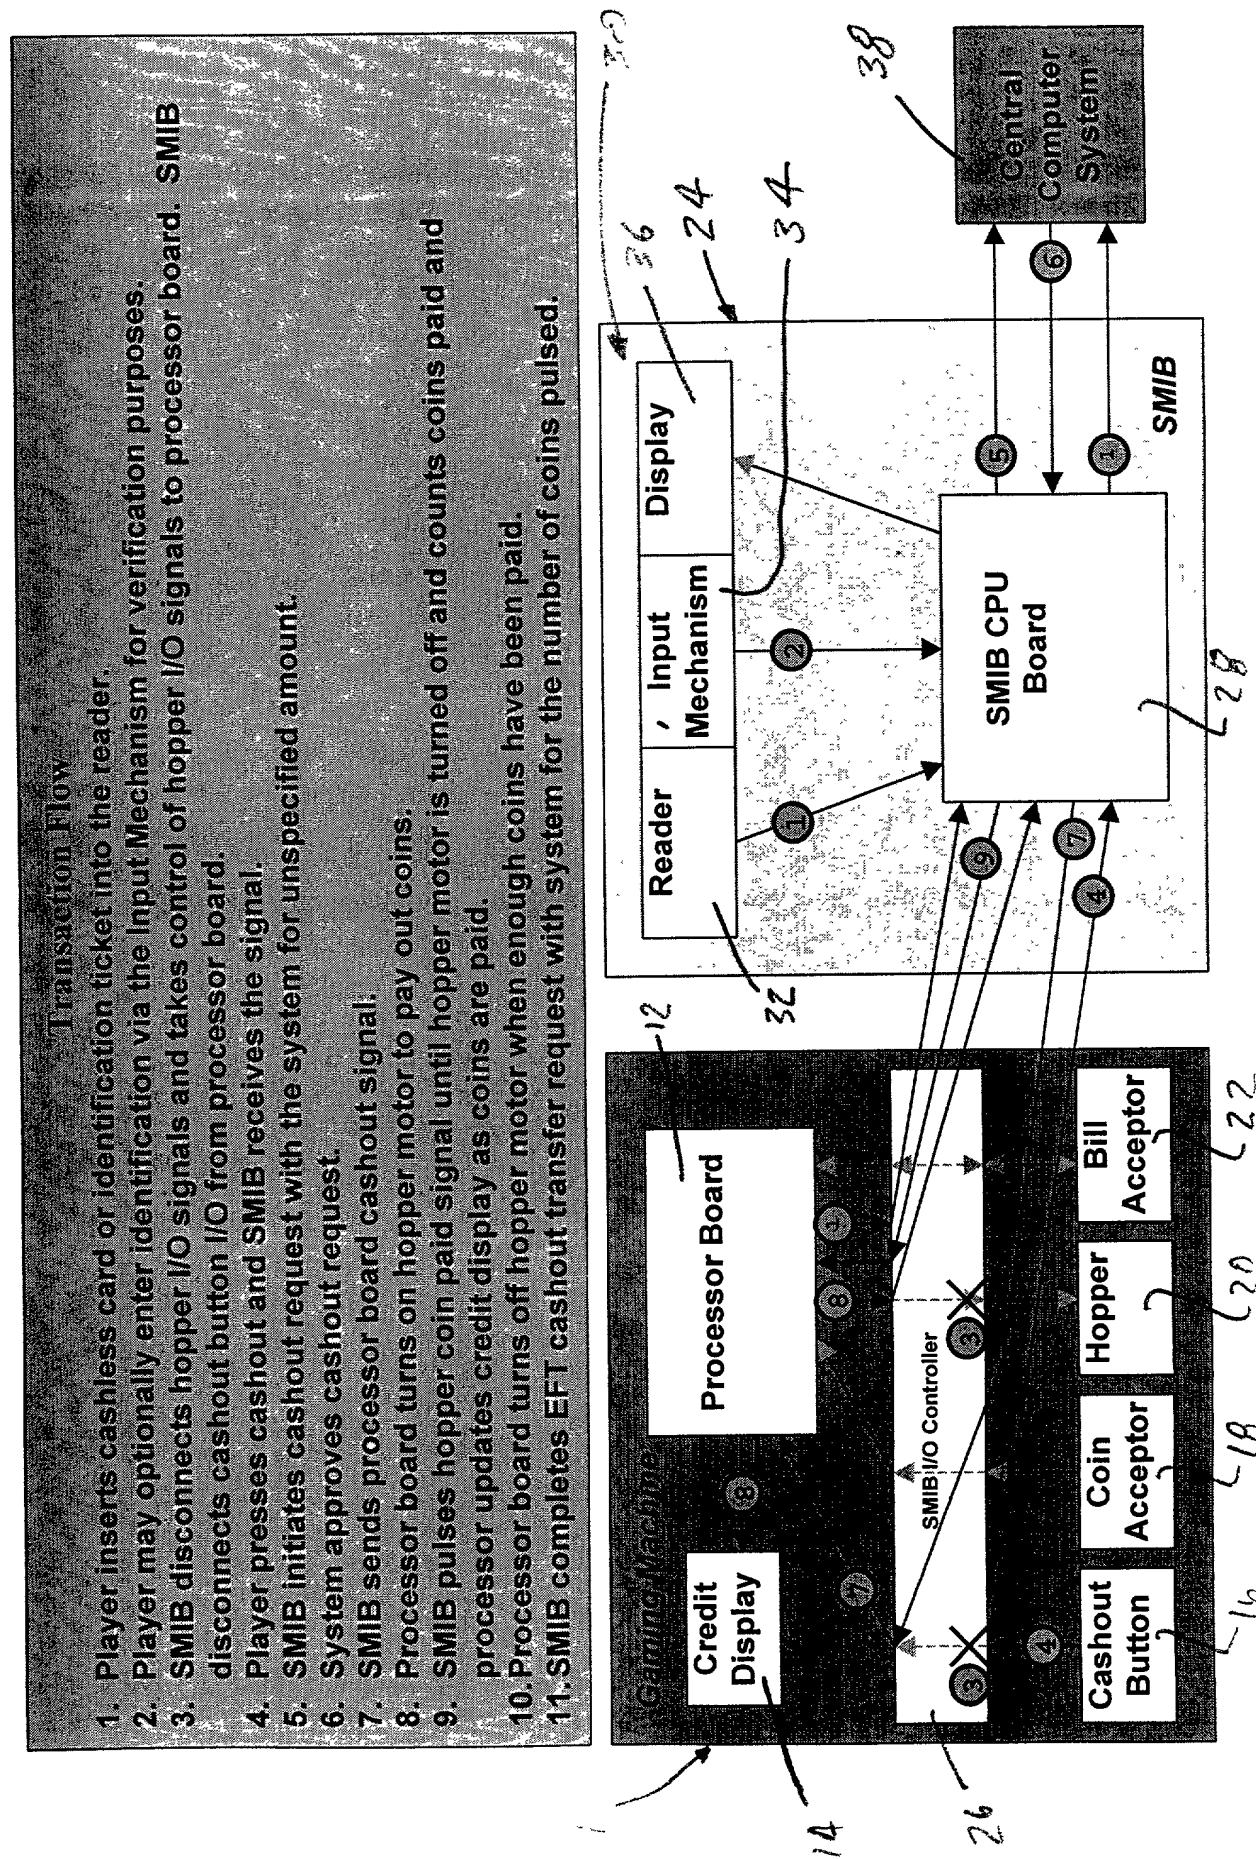 Transaction Flow
1. Player inserts cashless card or identification ticket into the reader.
2. Player may optionally enter identification via the Input Mechanism for verification purposes.
3. SMIB disconnects hopper I/O signals and takes control of hopper I/O signals to processor board. SMIB
disconnects cashout button I/O from processor board.
4. Player presses cashout and SMIB receives the signal.
5. SMIB initiates cashout request with the system for unspecified amount.
6. System approves cashout request.
7. SMIB sends processor board cashout signal.
8. Processor board turns on hopper motor to pay out coins.
9. SMIB pulses hopper coin paid signal until hopper motor is turned off and counts coins paid and
processor updates credit display as coins are paid.
10. Processor board turns off hopper motor when enough coins have been paid.
11. SMIB completes EFT cashout transfer request with system for the number of coins pulsed.
Gaming Machine
Credit
Display
14
Processor Board
12
8
7
8
1
SMIB I/O Controller
26
3
3
4
Cashout
Button
16
Coin
Acceptor
18
Hopper
20
Bill
Acceptor
22
30
Reader
32
Input
Mechanism
34
Display
36
24
1
2
9
7
4
SMIB CPU
Board
28
5
6
1
SMIB
Central
Computer
System
38